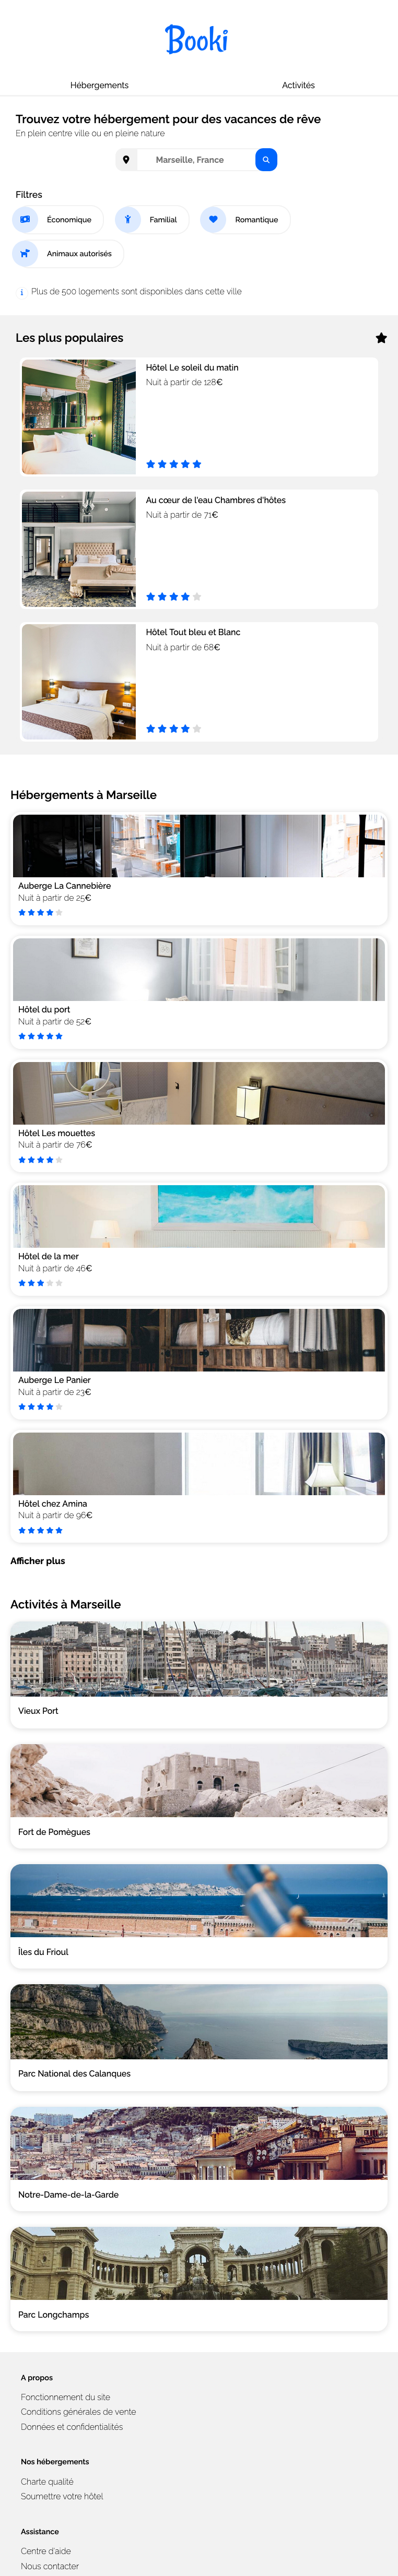 Booki
Hébergements Activités
Trouvez votre hébergement pour des vacances de rêve
En plein centre ville ou en pleine nature
Marseille, France
Filtres
Économique Familial Romantique
Animaux autorisés
Plus de 500 logements sont disponibles dans cette ville
Les plus populaires
Hôtel Le soleil du matin
Nuit à partir de 128€
Au cœur de l'eau Chambres d'hôtes
Nuit à partir de 71€
Hôtel Tout bleu et Blanc
Nuit à partir de 68€
Hébergements à Marseille
Auberge La Cannebière
Nuit à partir de 25€
Hôtel du port
Nuit à partir de 52€
Hôtel Les mouettes
Nuit à partir de 76€
Hôtel de la mer
Nuit à partir de 46€
Auberge Le Panier
Nuit à partir de 23€
Hôtel chez Amina
Nuit à partir de 96€
Afficher plus
Activités à Marseille
Vieux Port
Fort de Pomègues
Îles du Frioul
Parc National des Calanques
Notre-Dame-de-la-Garde
Parc Longchamps
A propos
Fonctionnement du site
Conditions générales de vente
Données et confidentialités
Nos hébergements
Charte qualité
Soumettre votre hôtel
Assistance
Centre d'aide
Nous contacter